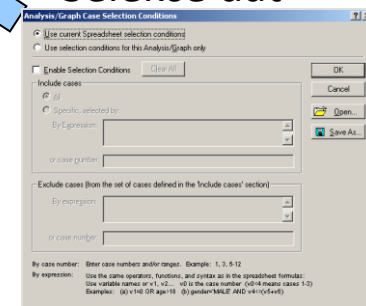 Analysis/Graph Case Selection Conditions
Use current Spreadsheet selection conditions
Use selection conditions for this Analysis/Graph only
Enable Selection Conditions Clear All
OK
Include cases
Cancel
All
Specific, selected by:
Open...
By Expression:
Save As...
or case number:
Exclude cases (from the set of cases defined in the 'Include cases' section)
By expression:
or case number:
By case number: Enter case numbers and/or ranges. Example: 1, 3, 5-12
By expression: Use the same operators, functions, and syntax as in the spreadsheet formulas:
Use variable names or v1, v2... v0 is the case number (v0<4 means cases 1-3)
Examples: (a) v1=0 OR age>18 (b) gender='MALE' AND v4<>(v5+v6)